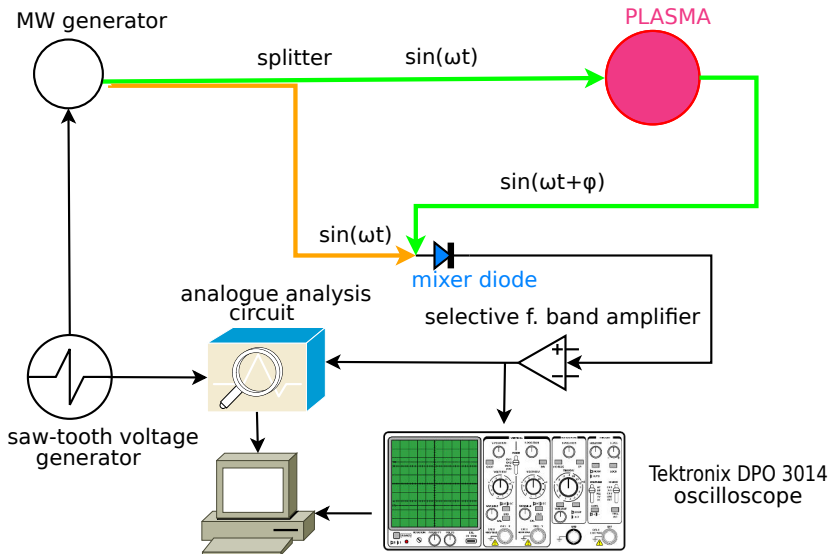 MW generator
PLASMA
splitter
sin(ωt)
sin(ωt+φ)
sin(ωt)
mixer diode
analogue analysis
circuit
selective f. band amplifier
saw-tooth voltage
generator
Tektronix DPO 3014
oscilloscope